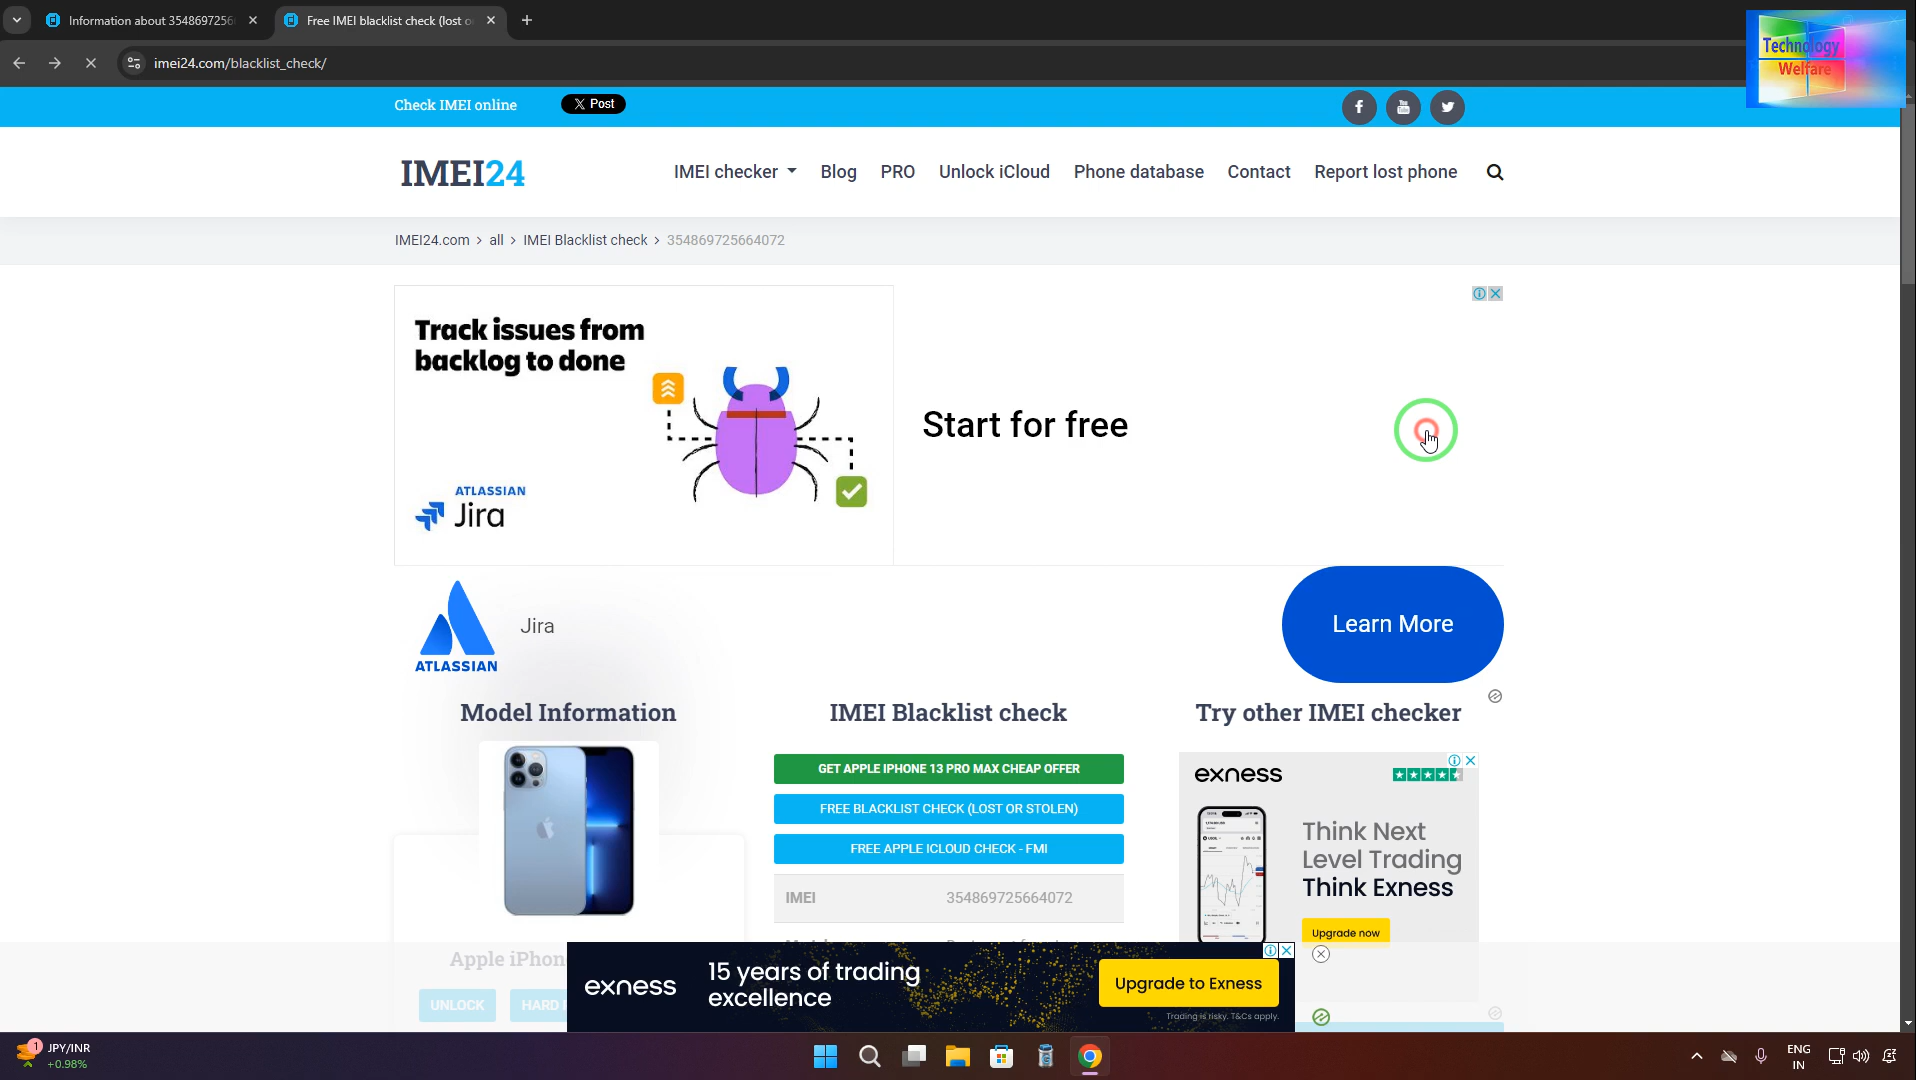 Information about 3548697256
Free IMEI blacklist check (lost o
imei24.com/blacklist_check/
Technology
Welfare
Check IMEI online
X Post
IMEI24
IMEI checker
Blog
PRO
Unlock iCloud
Phone database
Contact
Report lost phone
IMEI24.com > all > IMEI Blacklist check > 354869725664072
Track issues from
backlog to done
Start for free
ATLASSIAN
Jira
ATLASSIAN
Jira
Learn More
Model Information
IMEI Blacklist check
Try other IMEI checker
GET APPLE IPHONE 13 PRO MAX CHEAP OFFER
FREE BLACKLIST CHECK (LOST OR STOLEN)
FREE APPLE ICLOUD CHECK - FMI
IMEI 354869725664072
exness
Think Next
Level Trading
Think Exness
Upgrade now
Apple iPhon
UNLOCK
HARD
exness
15 years of trading
excellence
Upgrade to Exness
Trading is risky. T&Cs apply.
1
JPY/INR
+0.98%
ENG
IN